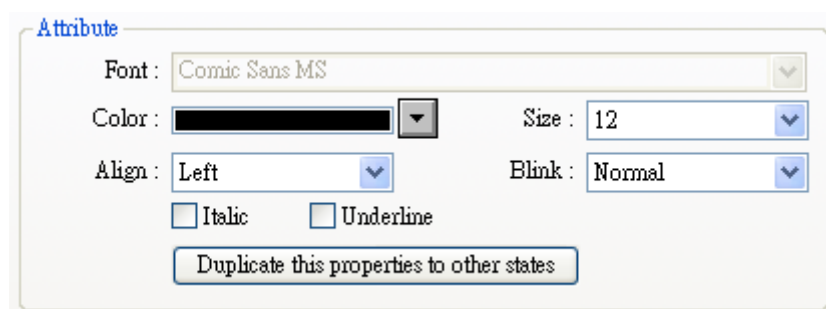 Attribute
Font : Comic Sans MS
Color : Size : 12
Align : Left Blink : Normal
Italic Underline
Duplicate this properties to other states